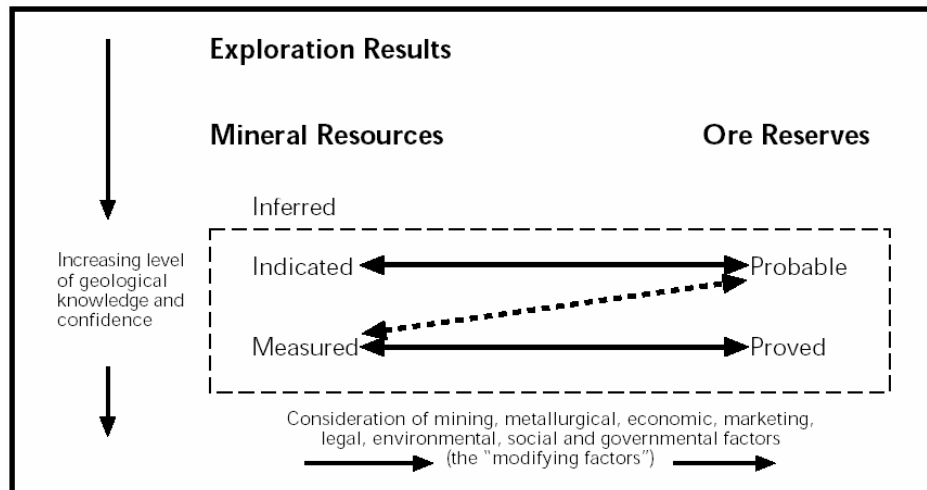 Exploration Results
Mineral Resources
Ore Reserves
Inferred
Increasing level
of geological
knowledge and
confidence
Indicated
Probable
Measured
Proved
Consideration of mining, metallurgical, economic, marketing,
legal, environmental, social and governmental factors
(the “modifying factors”)